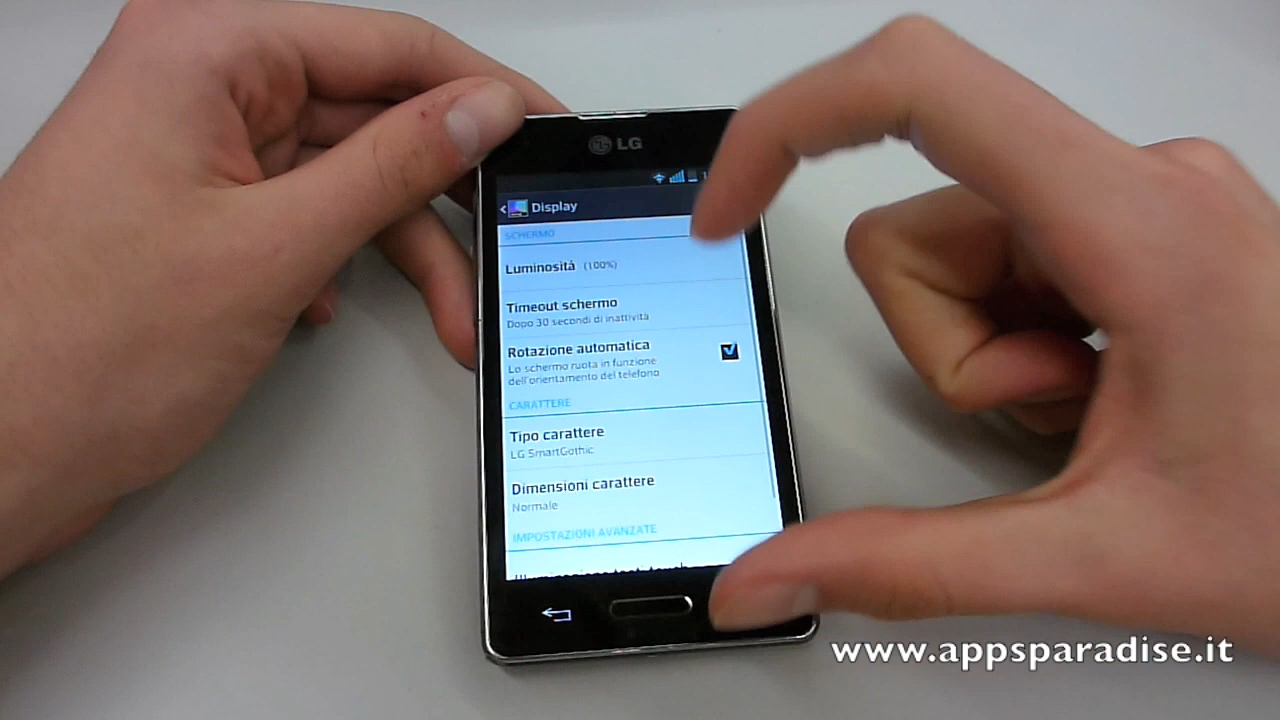 LG
Display
SCHERMO
Luminosità (100%)
Timeout schermo
Dopo 30 secondi di inattività
Rotazione automatica
Lo schermo ruota in funzione
dell'orientamento del telefono
CARATTERE
Tipo carattere
LG SmartGothic
Dimensioni carattere
Normale
IMPOSTAZIONI AVANZATE
www.appsparadise.it